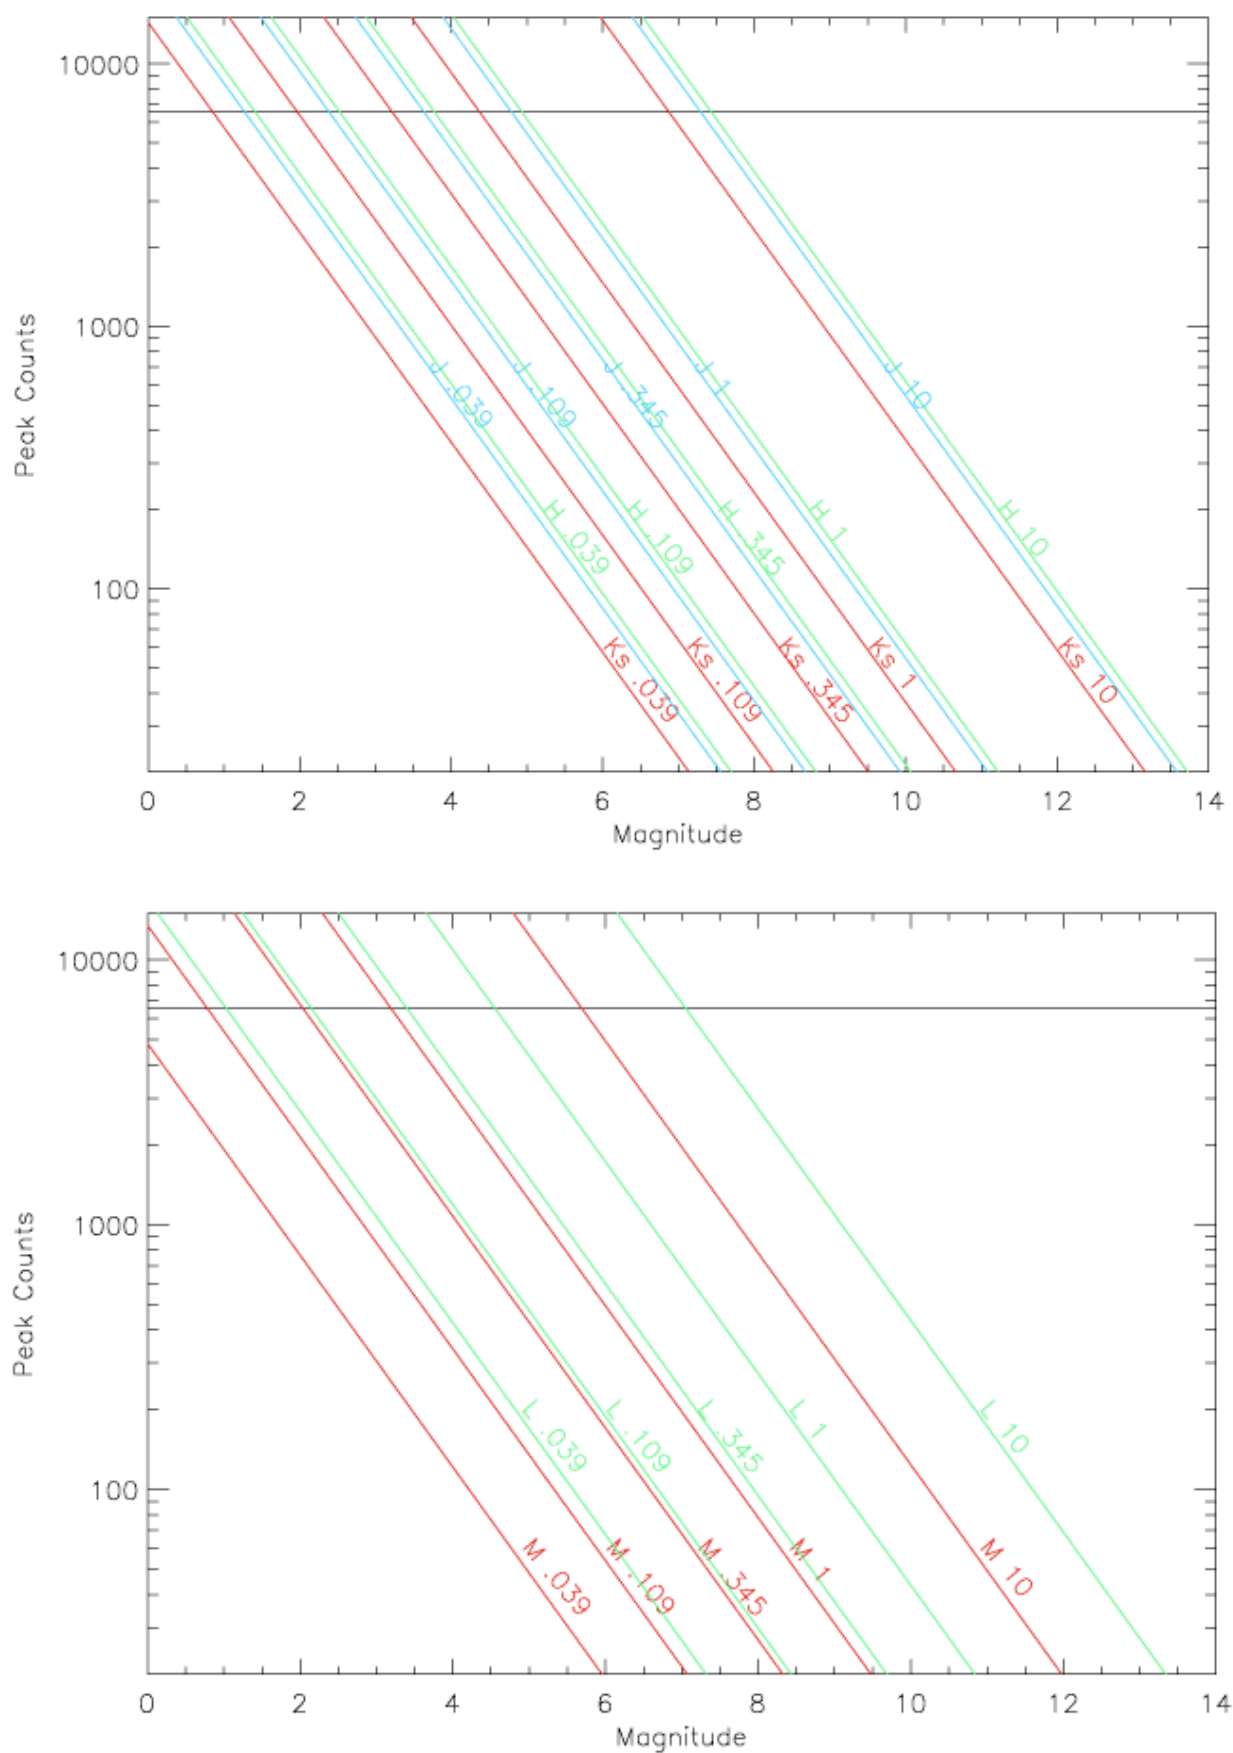 10000
1000
100
Peak Counts
J .039
J .109
J .345
J 1
J 10
H .039
H .109
H .345
H 1
H 10
Ks .039
Ks .109
Ks .345
Ks 1
Ks 10
0 2 4 6 8 10 12 14
Magnitude
10000
1000
100
Peak Counts
L .039
L .109
L .345
L 1
L 10
M .039
M .109
M .345
M 1
M 10
0 2 4 6 8 10 12 14
Magnitude